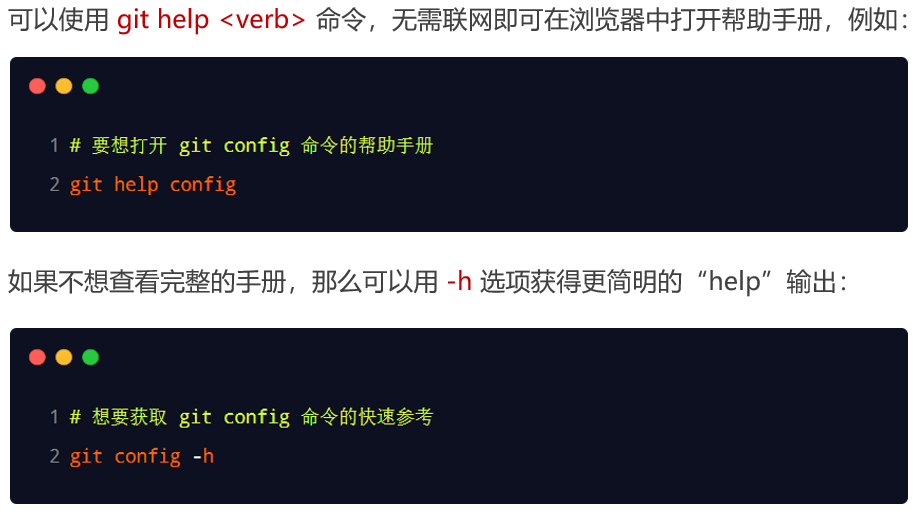 可以使用 git help <verb> 命令，无需联网即可在浏览器中打开帮助手册，例如：
1 # 要想打开 git config 命令的帮助手册
2 git help config
如果不想查看完整的手册，那么可以用 -h 选项获得更简明的“help”输出：
1 # 想要获取 git config 命令的快速参考
2 git config -h